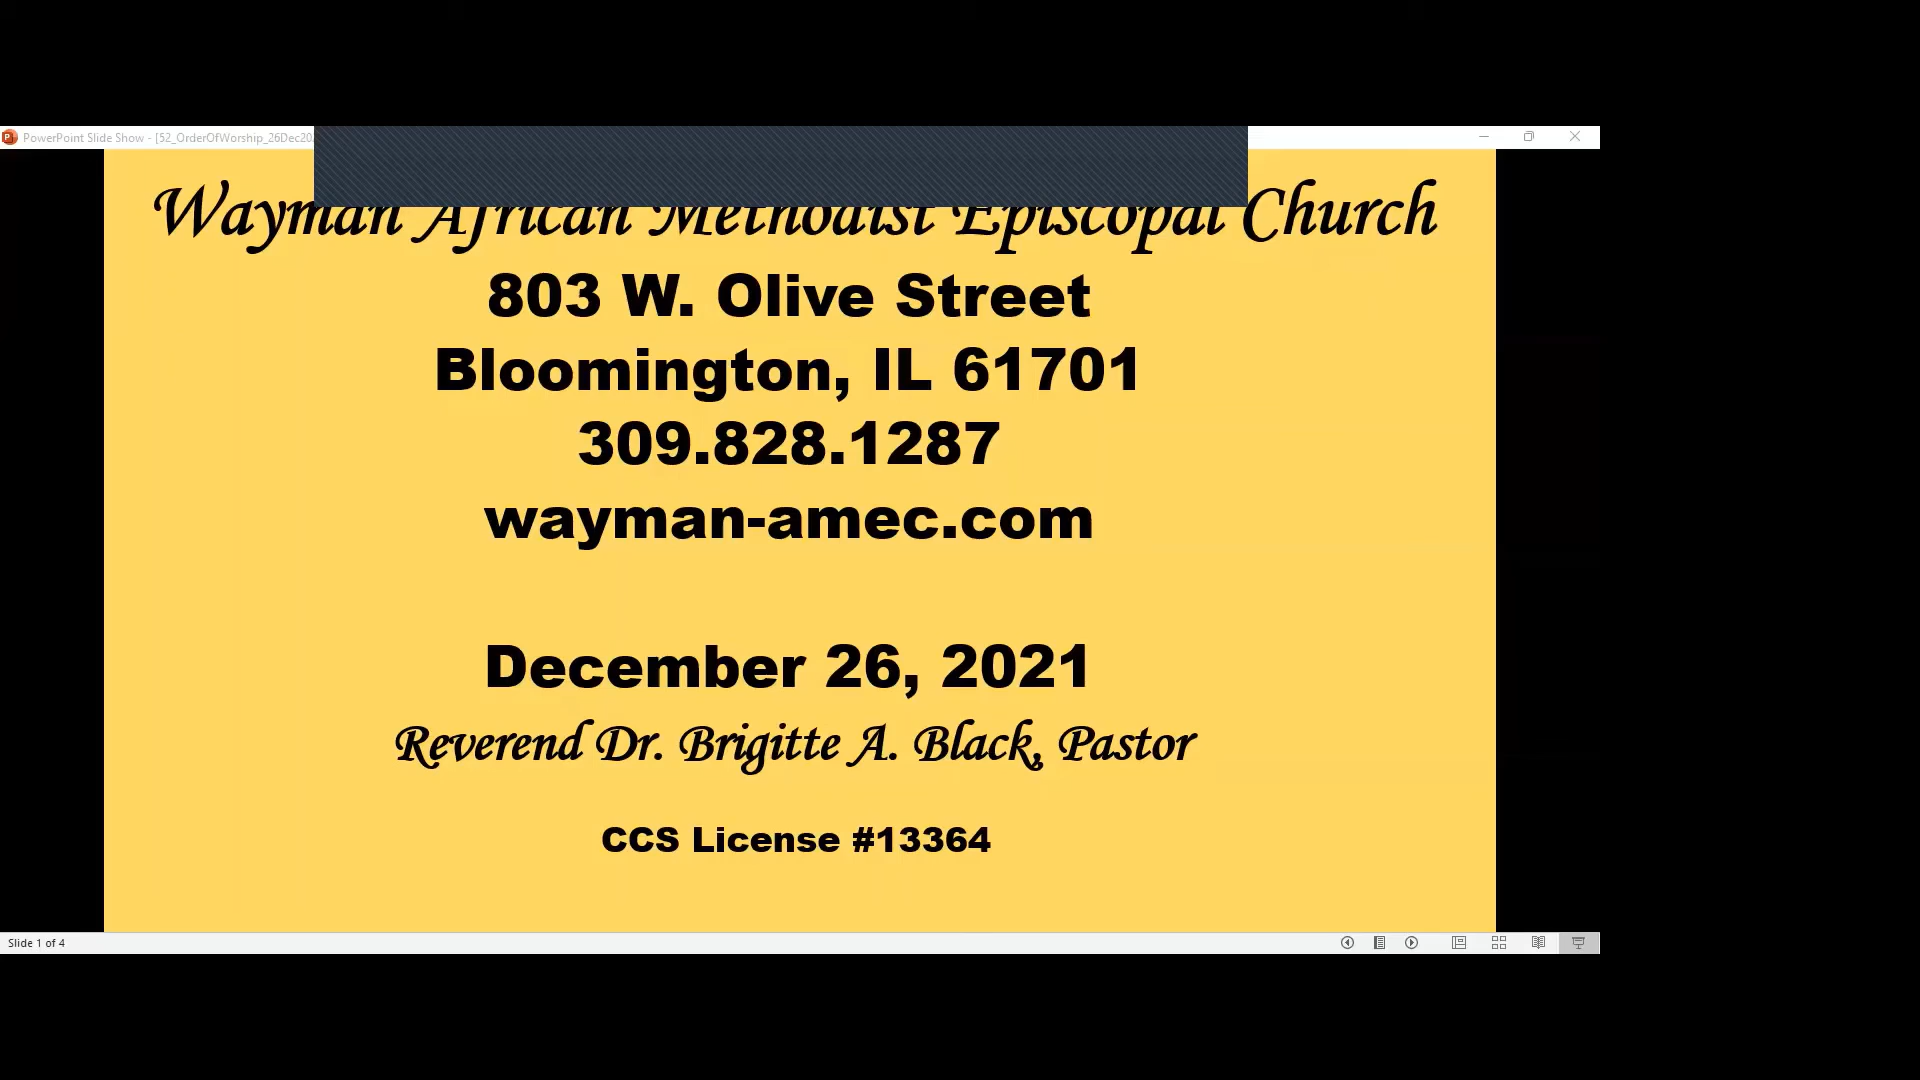 PowerPoint Slide Show - [52_OrderOfWorship_26Dec20
Wayman African Methodist Episcopal Church
803 W. Olive Street
Bloomington, IL 61701
309.828.1287
wayman-amec.com
December 26, 2021
Reverend Dr. Brigitte A. Black, Pastor
CCS License #13364
Slide 1 of 4